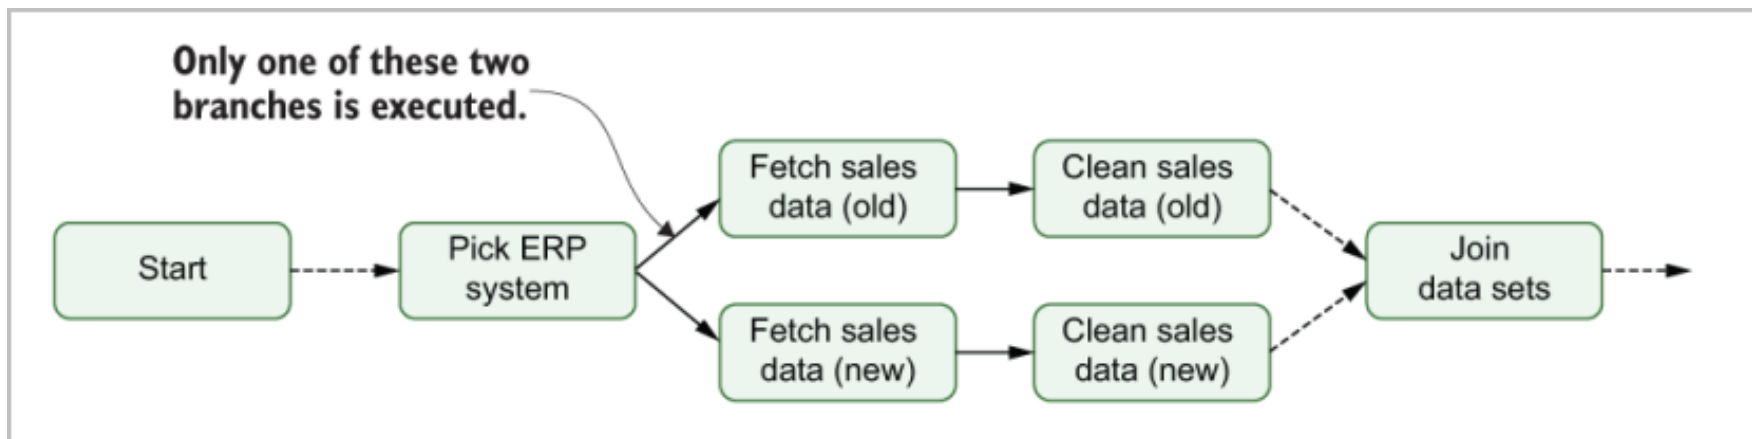 Only one of these two
branches is executed.
Fetch sales
data (old)
Clean sales
data (old)
Start
Pick ERP
system
Join
data sets
Fetch sales
data (new)
Clean sales
data (new)